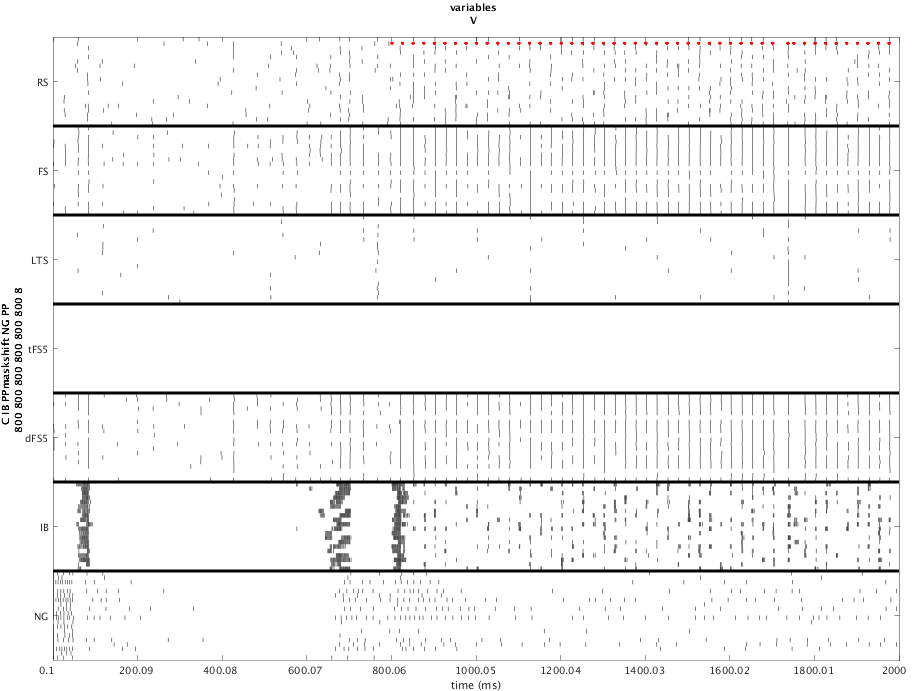 variables
V
RS
FS
LTS
tFS5
dFS5
IB
NG
C IB PPmaskshift NG PP
800 800 800 800 800 800 8
0.1 200.09 400.08 600.07 800.06 1000.05 1200.04 1400.03 1600.02 1800.01 2000
time (ms)